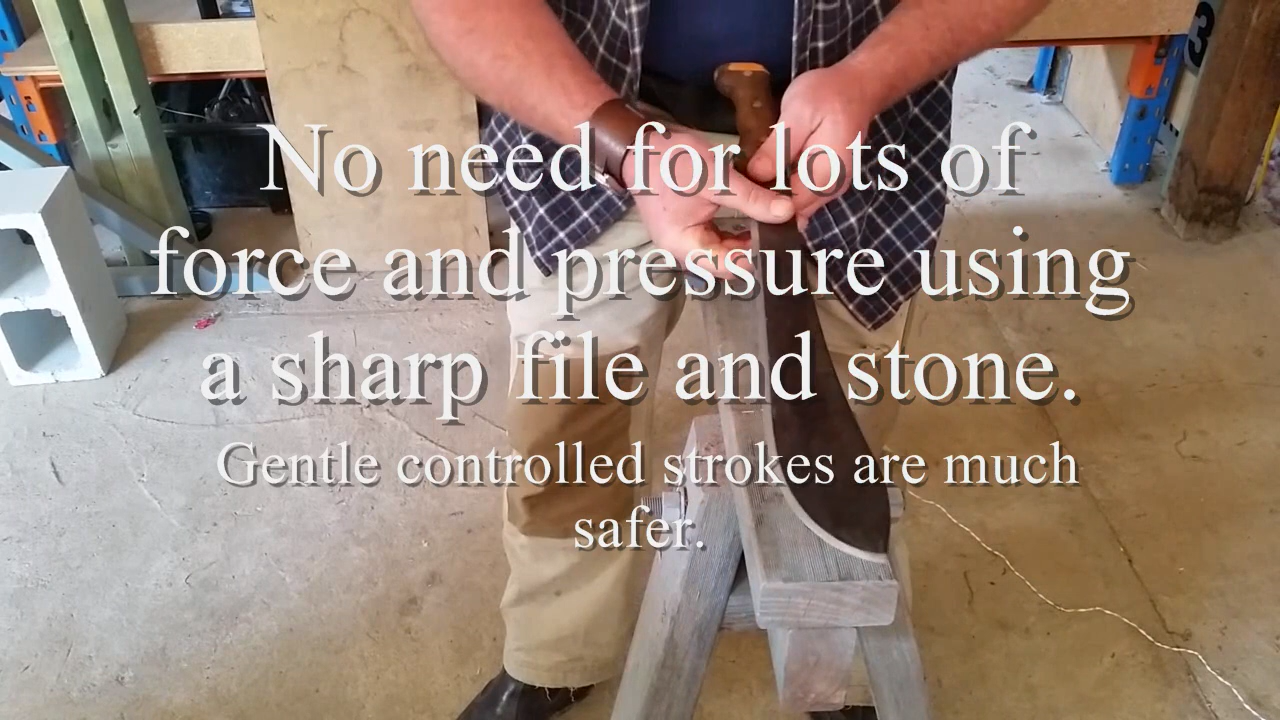 No need for lots of
force and pressure using
a sharp file and stone.
Gentle controlled strokes are much
safer.
3